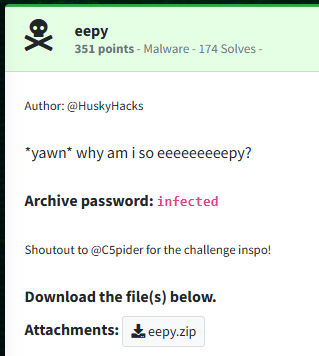 eepy
351 points - Malware - 174 Solves -
Author: @HuskyHacks
*yawn* why am i so eeeeeeeeepy?
Archive password: infected
Shoutout to @C5pider for the challenge inspo!
Download the file(s) below.
Attachments: eepy.zip